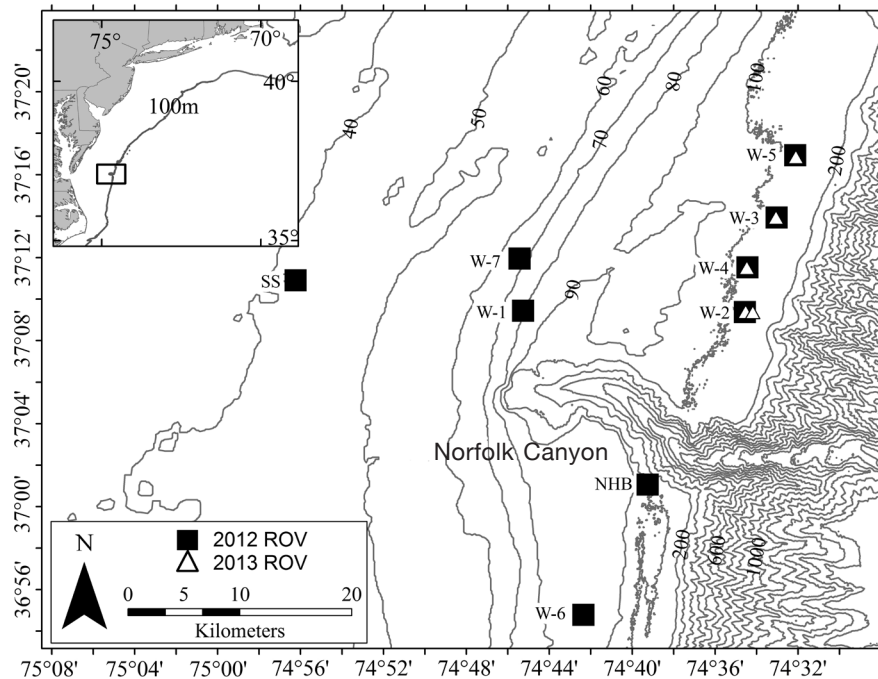 75°
70°
40°
100m
35°
37°20'
37°16'
37°12'
37°08'
37°04'
37°00'
36°56'
40
50
60
70
80
90
100
200
W-5
W-3
W-4
W-2
W-7
W-1
SS
Norfolk Canyon
NHB
W-6
200
600
1000
N
2012 ROV
2013 ROV
0 5 10 20
Kilometers
75°08' 75°04' 75°00' 74°56' 74°52' 74°48' 74°44' 74°40' 74°36' 74°32'